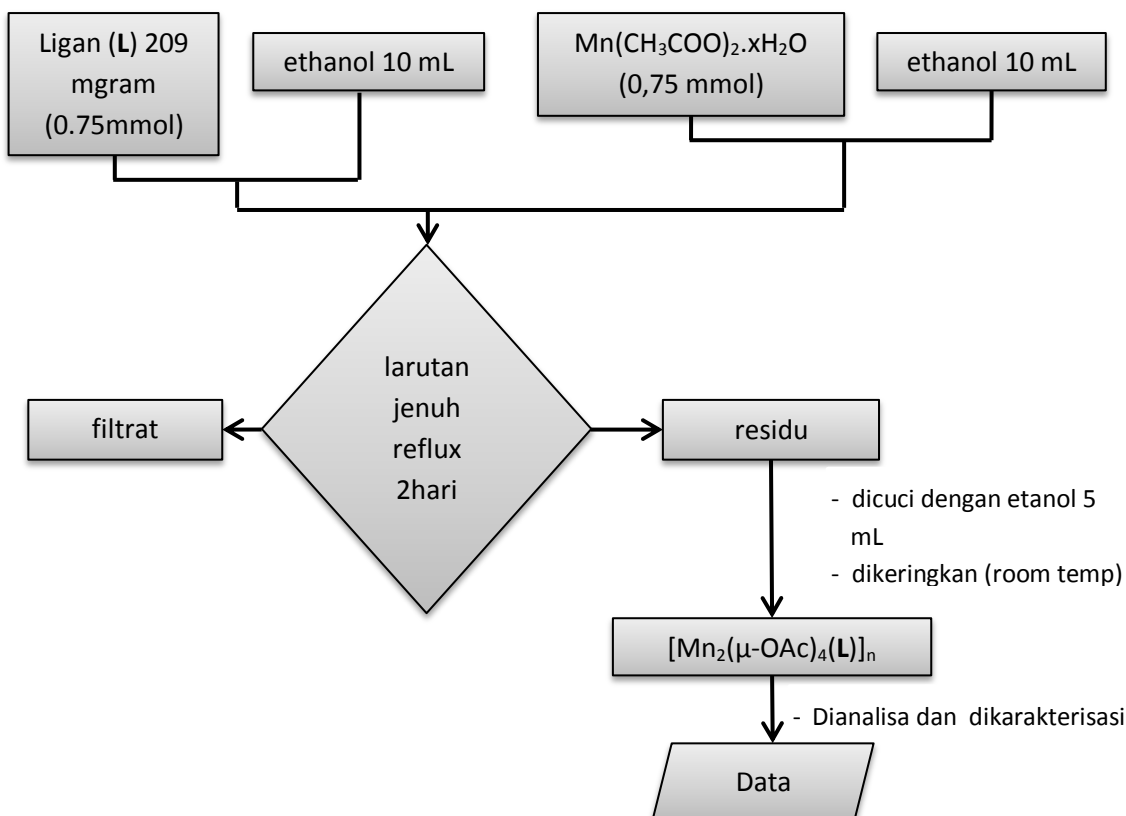 Ligan (L) 209
mgram
(0.75mmol)
ethanol 10 mL
Mn(CH₃COO)₂.xH₂O
(0,75 mmol)
ethanol 10 mL
larutan
jenuh
reflux
2hari
filtrat
residu
- dicuci dengan etanol 5
mL
- dikeringkan (room temp)
[Mn₂(μ-OAc)₄(L)]ₙ
- Dianalisa dan dikarakterisasi
Data